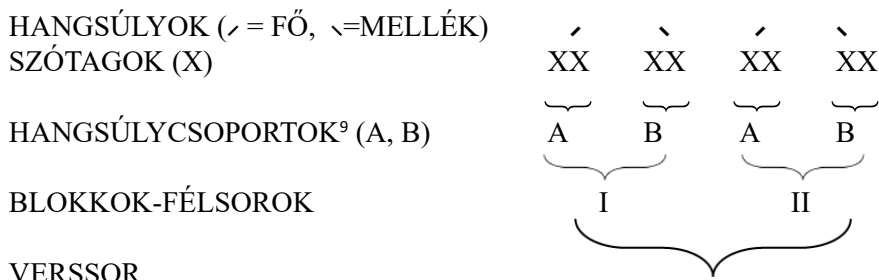 HANGSÚLYOK (ˊ = FŐ, ˋ=MELLÉK)
SZÓTAGOK (X) XX XX XX XX
HANGSÚLYCSOPORTOK⁹ (A, B) A B A B
BLOKKOK-FÉLSOROK I II
VERSSOR